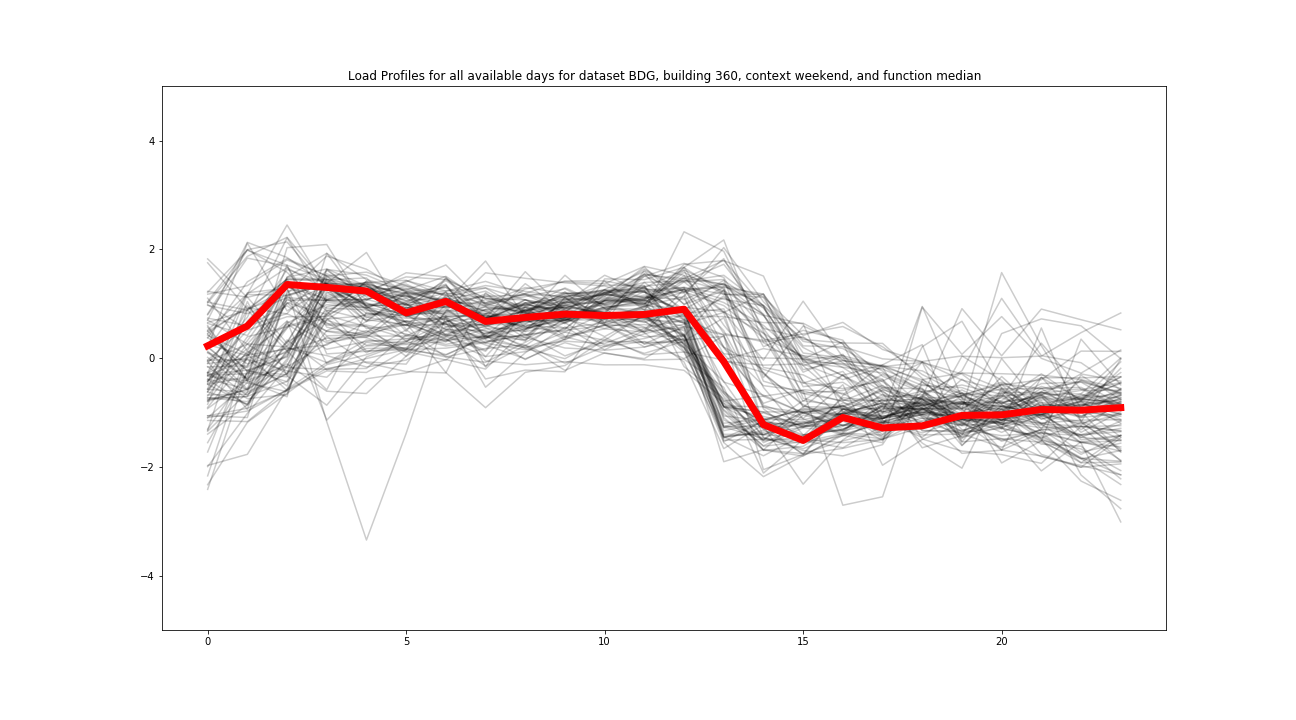 Load Profiles for all available days for dataset BDG, building 360, context weekend, and function median
4
2
0
−2
−4
0 5 10 15 20